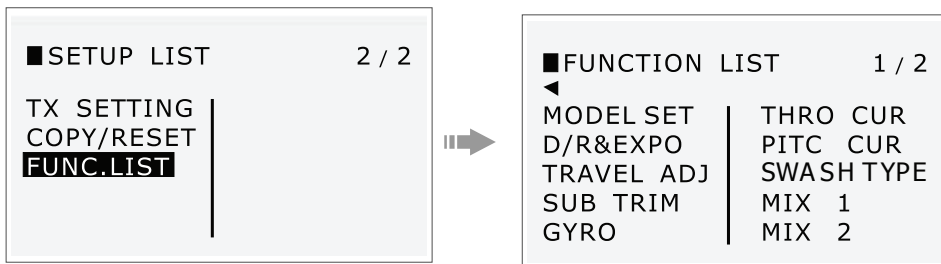 ■SETUP LIST 2/2
TX SETTING
COPY/RESET
FUNC.LIST
■FUNCTION LIST 1/2
◀
MODEL SET THRO CUR
D/R&EXPO PITC CUR
TRAVEL ADJ SWASH TYPE
SUB TRIM MIX 1
GYRO MIX 2